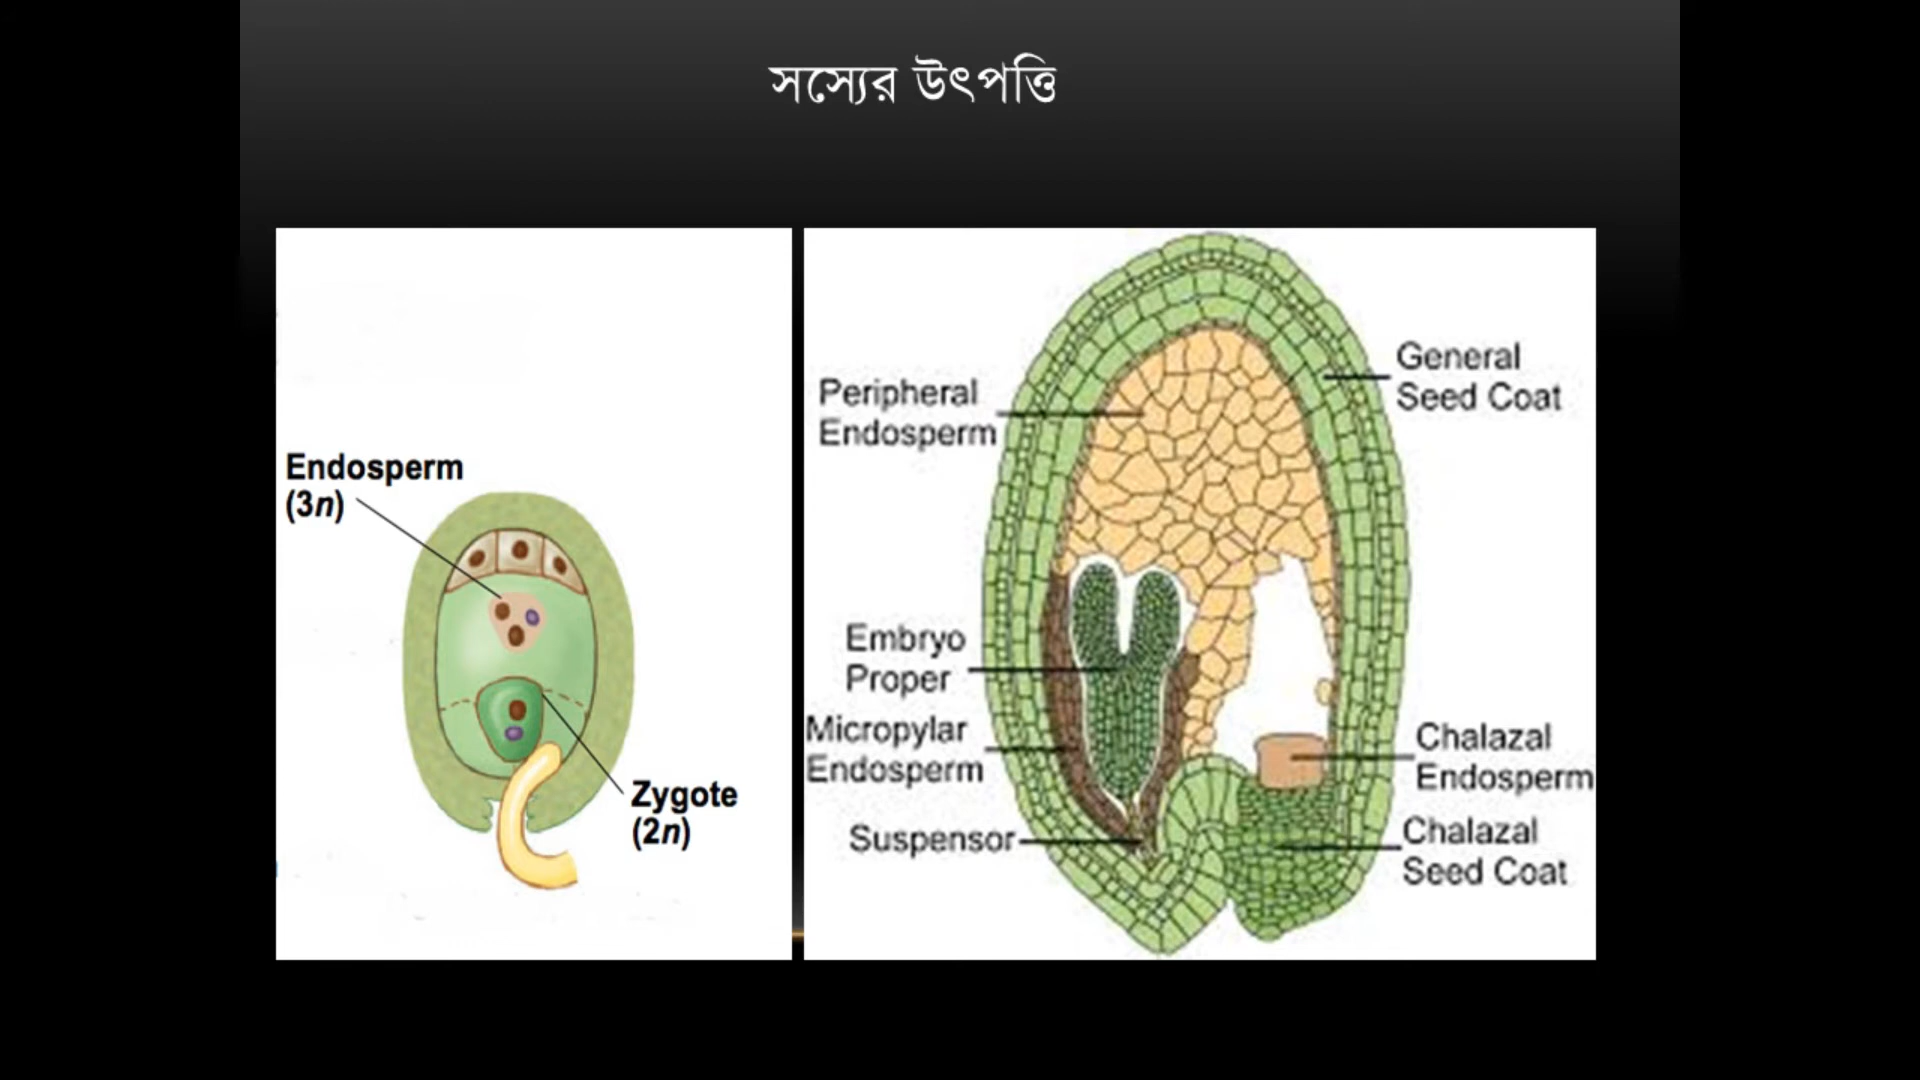 সস্যের উৎপত্তি
Endosperm
(3n)
Zygote
(2n)
Peripheral
Endosperm
General
Seed Coat
Embryo
Proper
Micropylar
Endosperm
Suspensor
Chalazal
Endosperm
Chalazal
Seed Coat